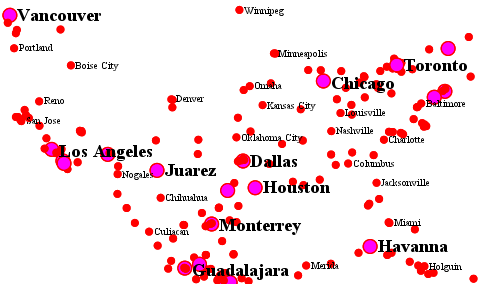 Vancouver
Winnipeg
Portland
Minneapolis
Boise City
Toronto
Chicago
Omaha
Reno
Denver
Kansas City
Baltimore
Louisville
San Jose
Nashville
Oklahoma City
Charlotte
Los Angeles
Dallas
Columbus
Juarez
Nogales
Houston
Jacksonville
Chihuahua
Monterrey
Miami
Culiacan
Havanna
Guadalajara
Merida
Holguin